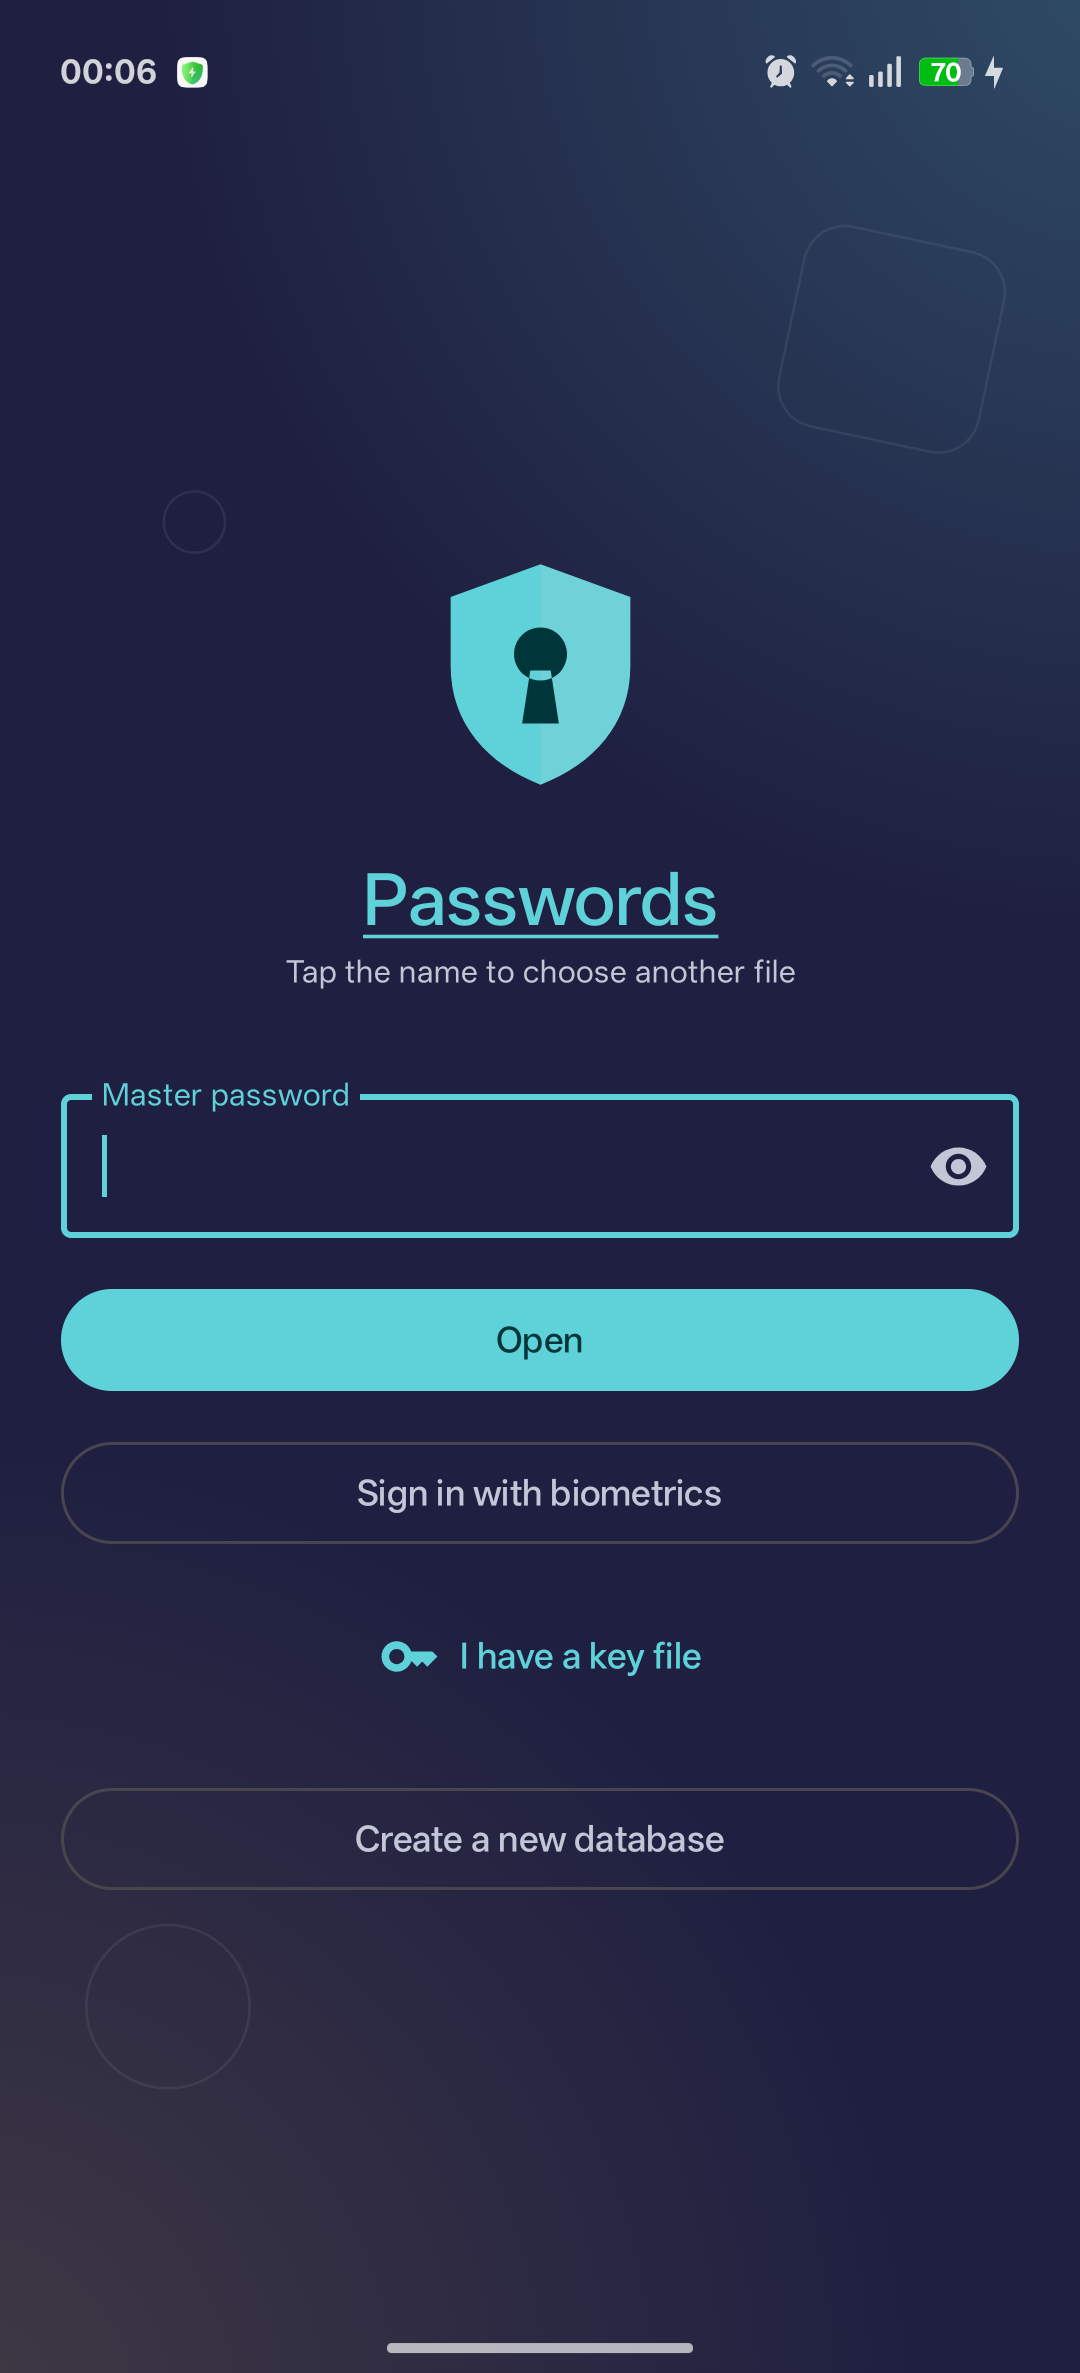 00:06
70
Passwords
Tap the name to choose another file
Master password
Open
Sign in with biometrics
I have a key file
Create a new database